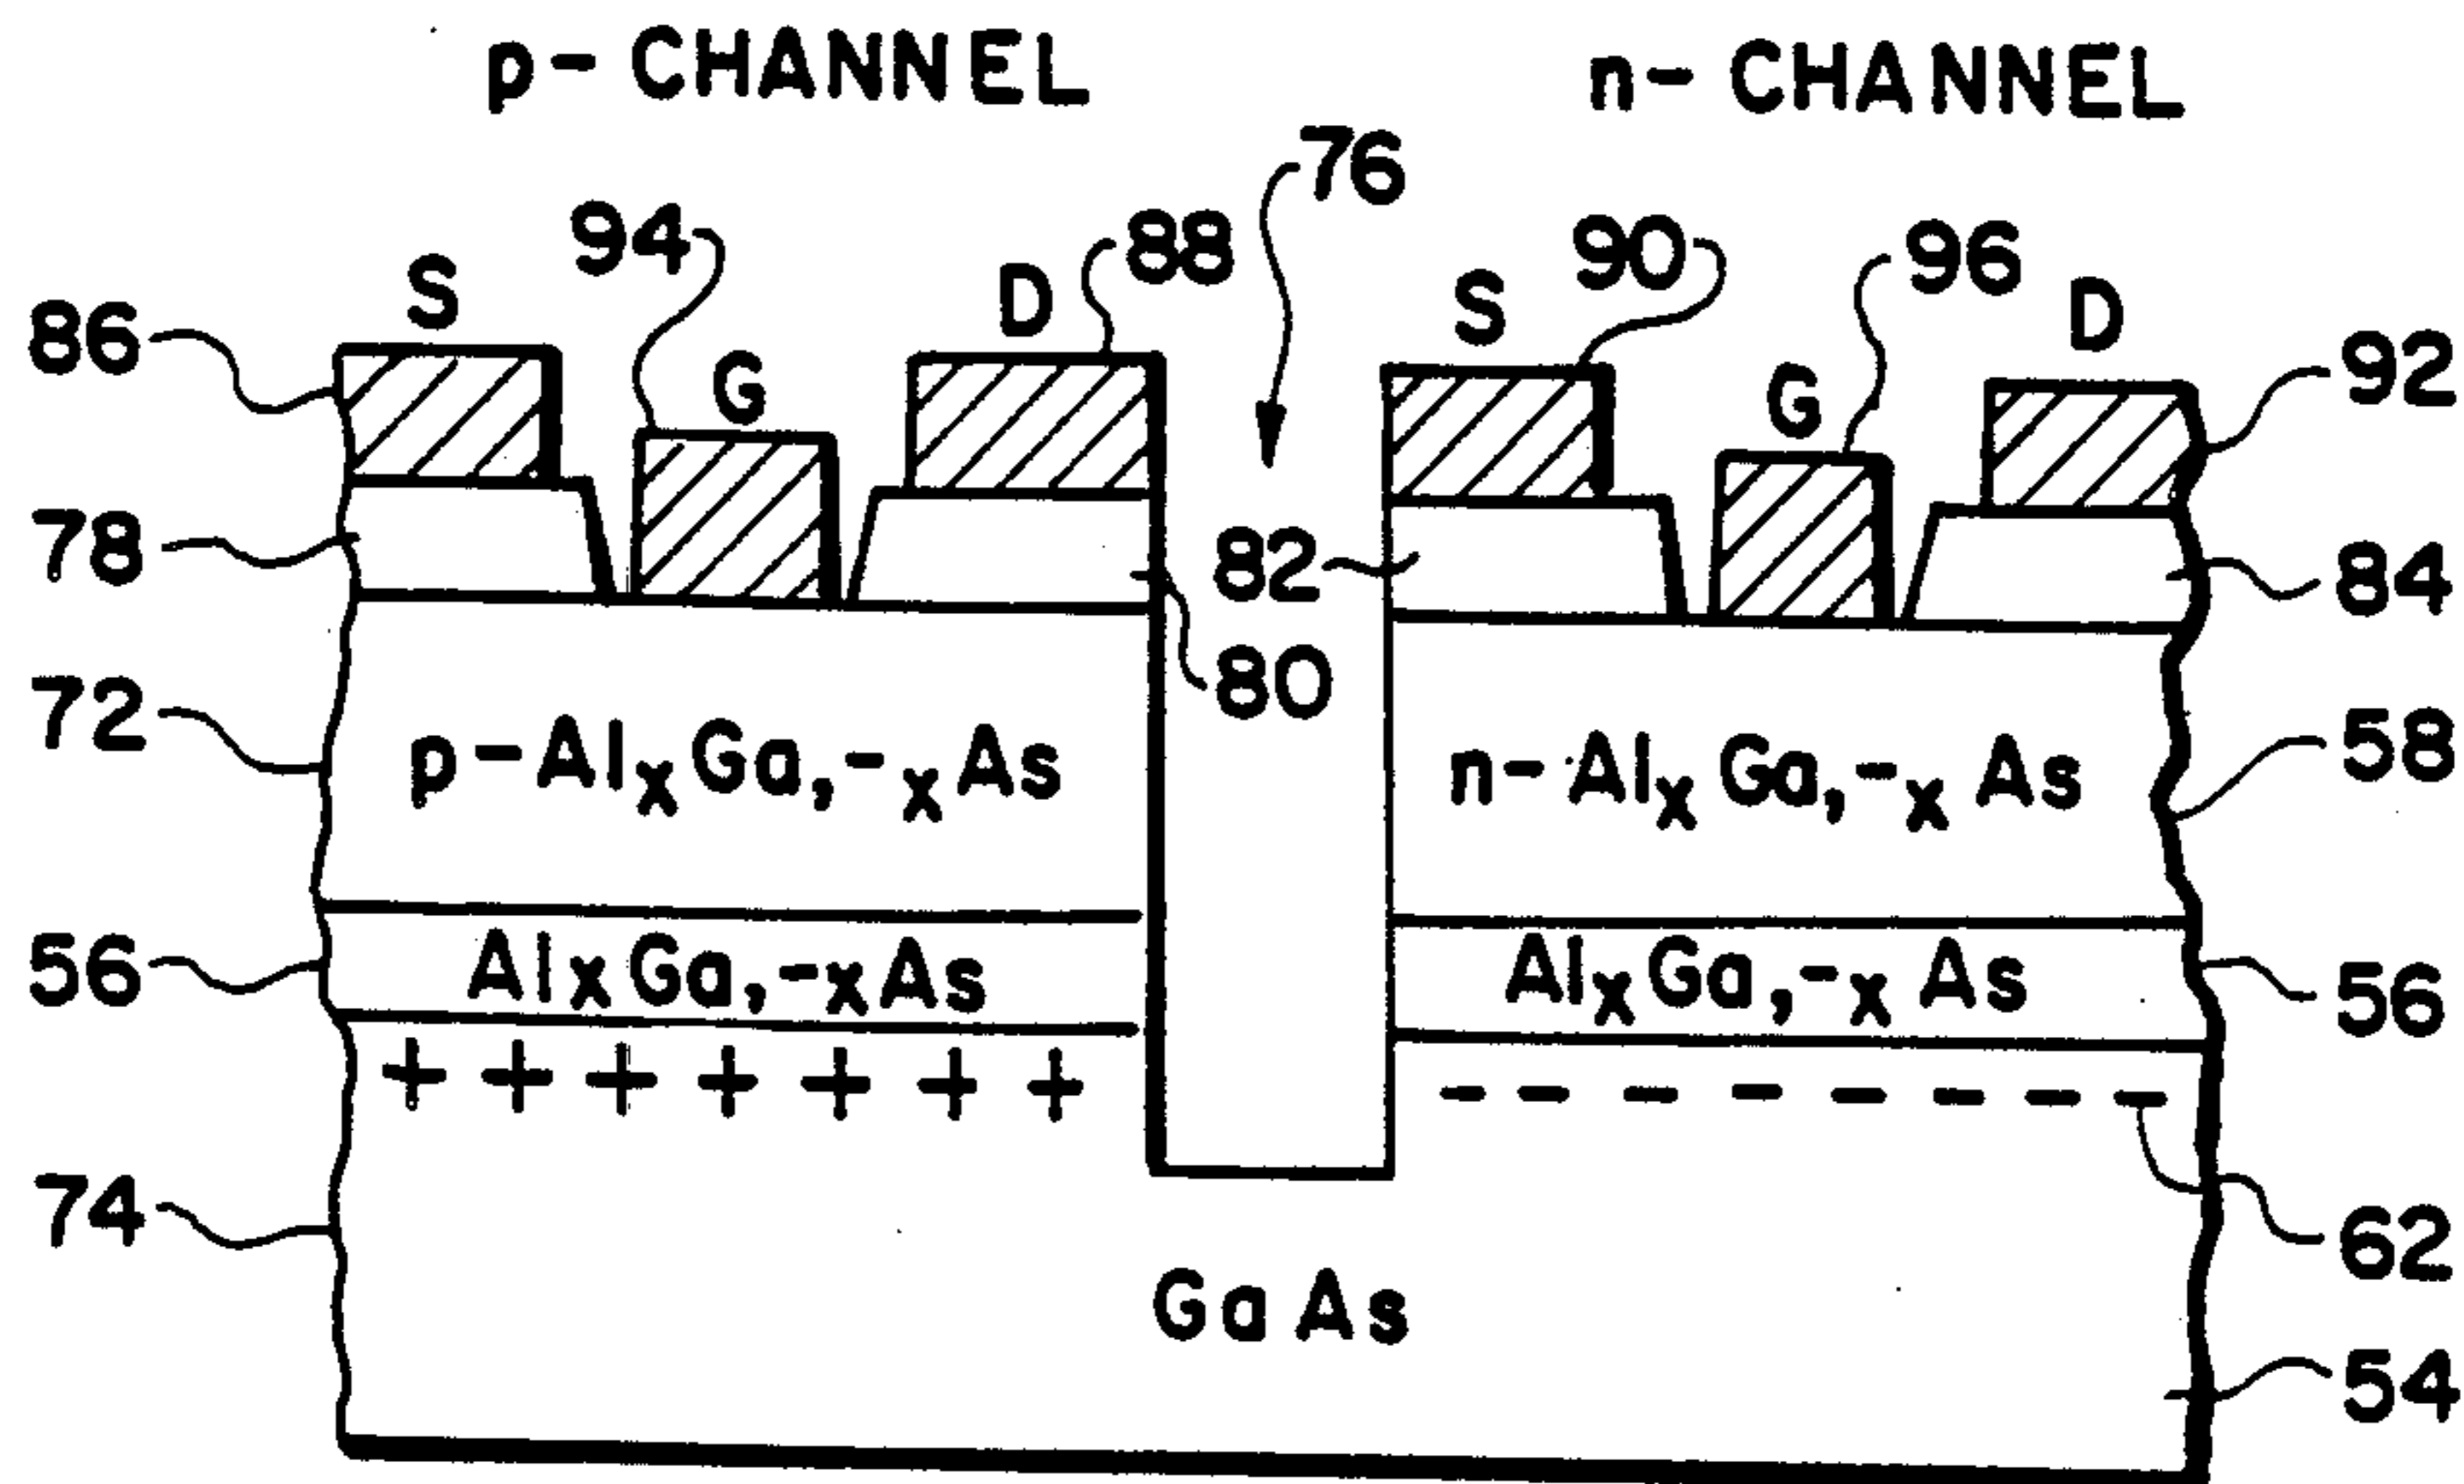 p-CHANNEL
n-CHANNEL
76
94
88
90
96
S
D
S
D
86
G
G
92
78
82
84
80
72
p-AlxGa,-xAs
n-AlxGa,-xAs
58
56
AlxGa,-xAs
AlxGa,-xAs
56
74
62
GaAs
54